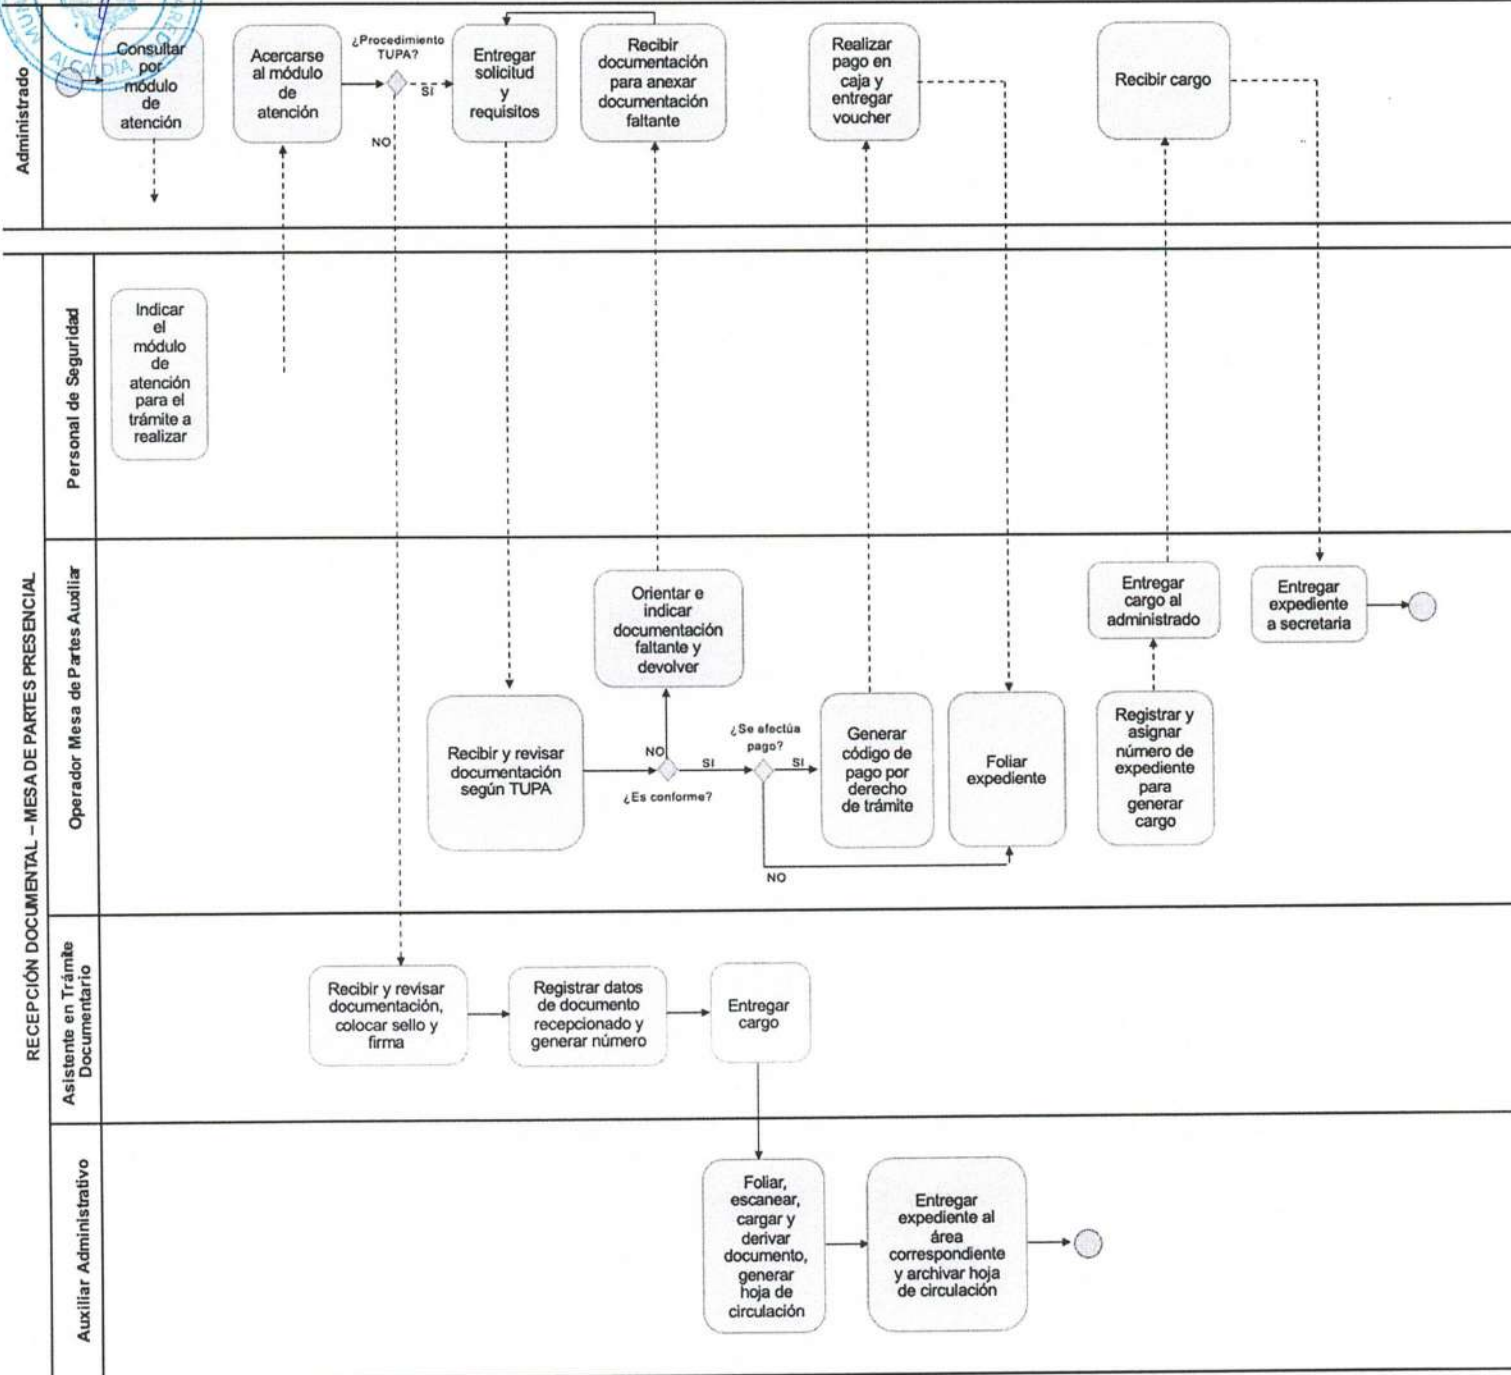 ALCALDÍA
Administrado
Consultar
por
módulo
de
atención
Acercarse
al módulo
de
atención
¿Procedimiento
TUPA?
SI
NO
Entregar
solicitud
y
requisitos
Recibir
documentación
para anexar
documentación
faltante
Realizar
pago en
caja y
entregar
voucher
Recibir cargo
RECEPCIÓN DOCUMENTAL – MESA DE PARTES PRESENCIAL
Personal de Seguridad
Indicar
el
módulo
de
atención
para el
trámite a
realizar
Operador Mesa de Partes Auxiliar
Recibir y revisar
documentación
según TUPA
Orientar e
indicar
documentación
faltante y
devolver
NO
¿Es conforme?
SI
¿Se efectúa
pago?
SI
NO
Generar
código de
pago por
derecho
de trámite
Foliar
expediente
Entregar
cargo al
administrado
Registrar y
asignar
número de
expediente
para
generar
cargo
Entregar
expediente
a secretaria
Asistente en Trámite
Documentario
Recibir y revisar
documentación,
colocar sello y
firma
Registrar datos
de documento
recepcionado y
generar número
Entregar
cargo
Auxiliar Administrativo
Foliar,
escanear,
cargar y
derivar
documento,
generar
hoja de
circulación
Entregar
expediente al
área
correspondiente
y archivar hoja
de circulación